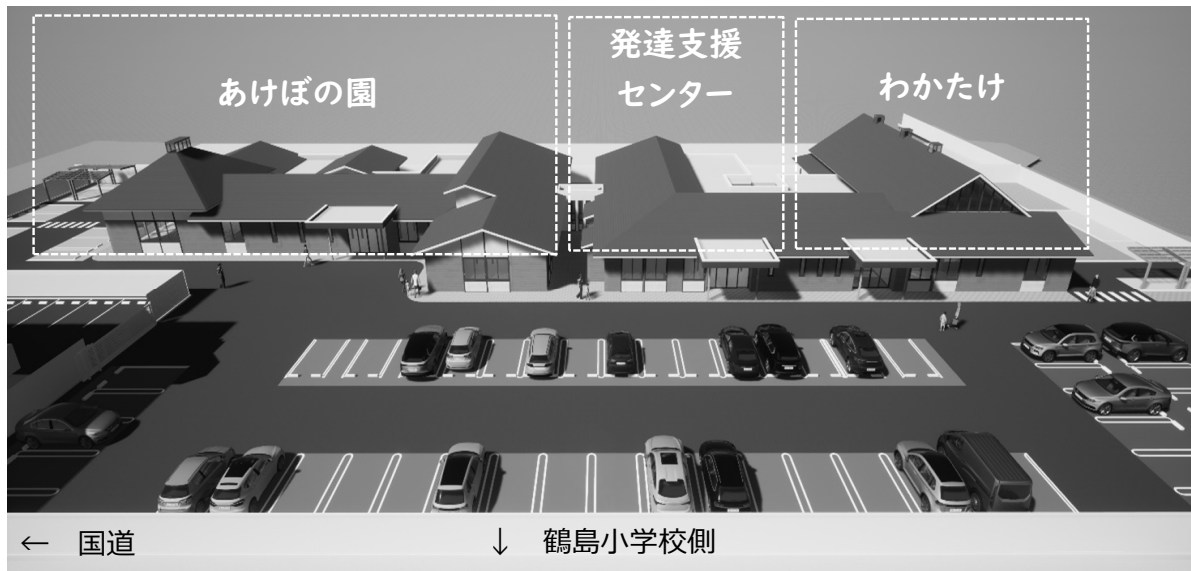 あけぼの園
発達支援
センター
わかたけ
← 国道
↓ 鶴島小学校側